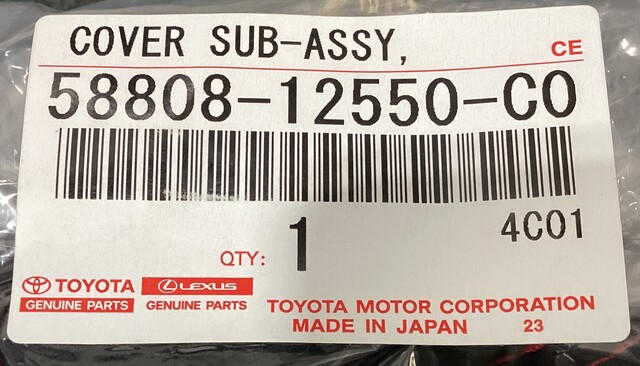 COVER SUB-ASSY,
CE
58808-12550-C0
4C01
QTY: 1
TOYOTA LEXUS
GENUINE PARTS GENUINE PARTS
TOYOTA MOTOR CORPORATION
MADE IN JAPAN 23